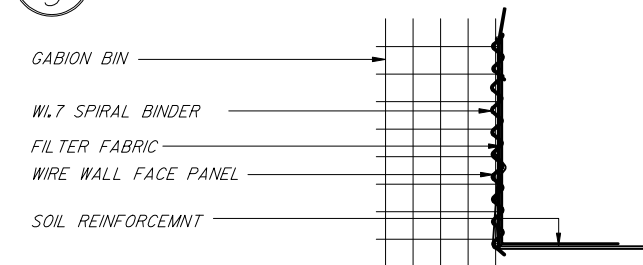 GABION BIN
W1.7 SPIRAL BINDER
FILTER FABRIC
WIRE WALL FACE PANEL
SOIL REINFORCEMNT